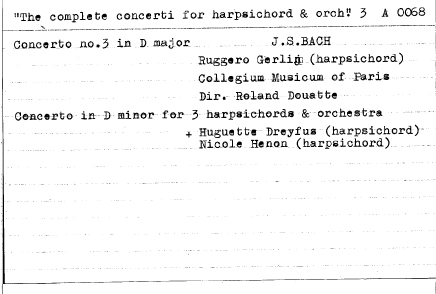 "The complete concerti for harpsichord & orch" 3 A 0068
Concerto no.3 in D major J.S.BACH
Ruggero Gerlin (harpsichord)
Collegium Musicum of Paris
Dir. Roland Douatte
Concerto in D minor for 3 harpsichords & orchestra
+ Huguette Dreyfus (harpsichord)
Nicole Henon (harpsichord)